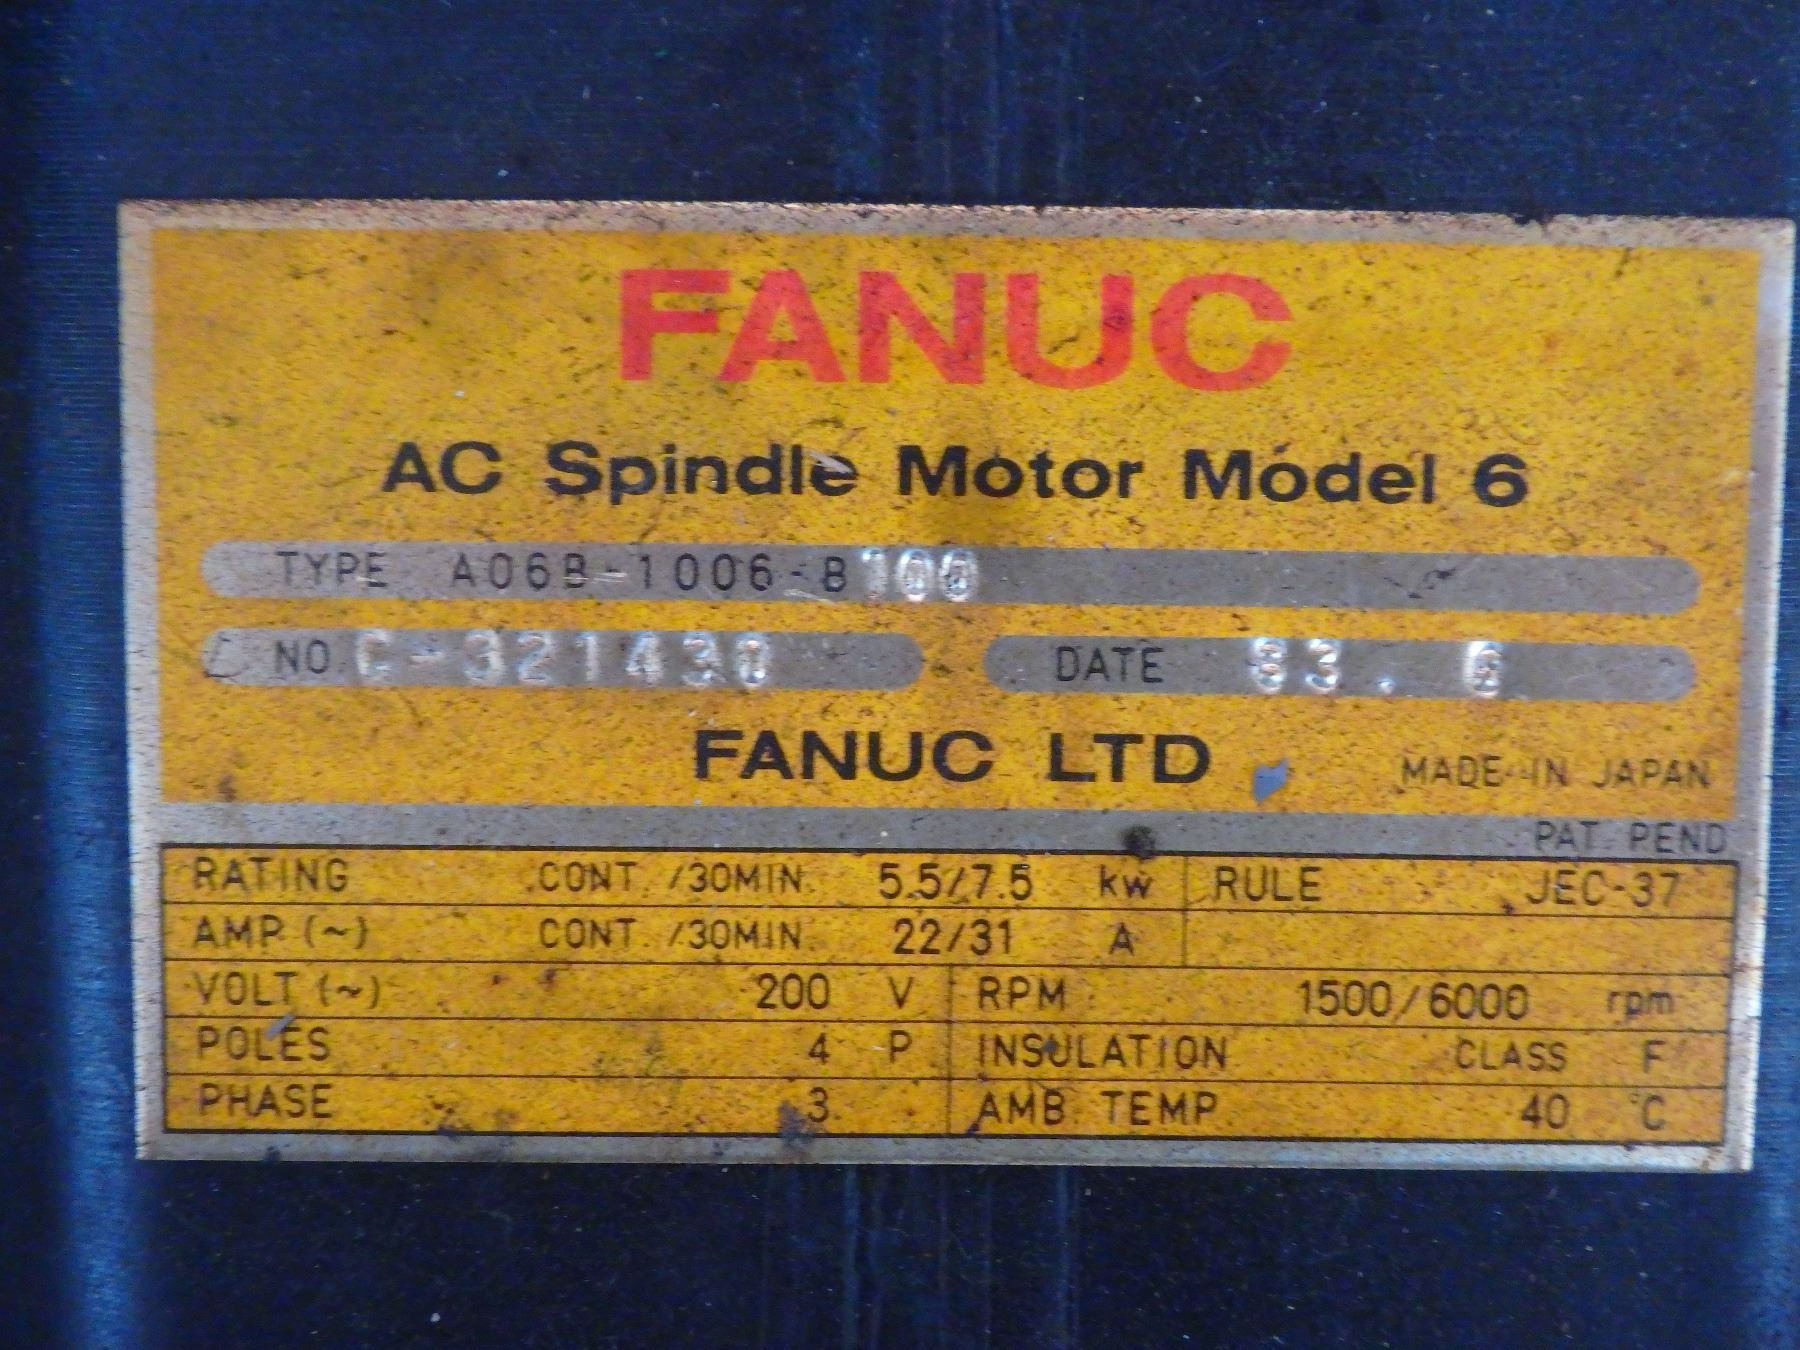 FANUC
AC Spindle Motor Model 6
TYPE A06B-1006-B100
NO. C-321430 DATE 83. 6
FANUC LTD MADE IN JAPAN
PAT. PEND
RATING CONT. /30MIN. 5.5/7.5 kw RULE JEC-37
AMP. (~) CONT. /30MIN. 22/31 A
VOLT (~) 200 V RPM 1500/6000 rpm
POLES 4 P INSULATION CLASS F
PHASE 3 AMB. TEMP. 40 °C